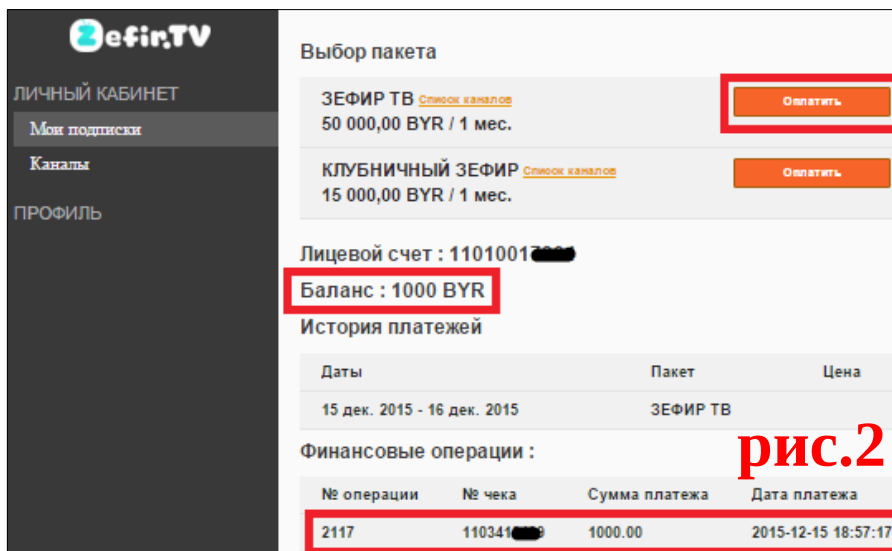 Zefir.TV
ЛИЧНЫЙ КАБИНЕТ
Мои подписки
Каналы
ПРОФИЛЬ
Выбор пакета
ЗЕФИР ТВ Список каналов
50 000,00 BYR / 1 мес.
Оплатить
КЛУБНИЧНЫЙ ЗЕФИР Список каналов
15 000,00 BYR / 1 мес.
Оплатить
Лицевой счет : 11010017
Баланс : 1000 BYR
История платежей
Даты Пакет Цена
15 дек. 2015 - 16 дек. 2015 ЗЕФИР ТВ
Финансовые операции :
рис.2
№ операции № чека Сумма платежа Дата платежа
2117 110341 1000.00 2015-12-15 18:57:17